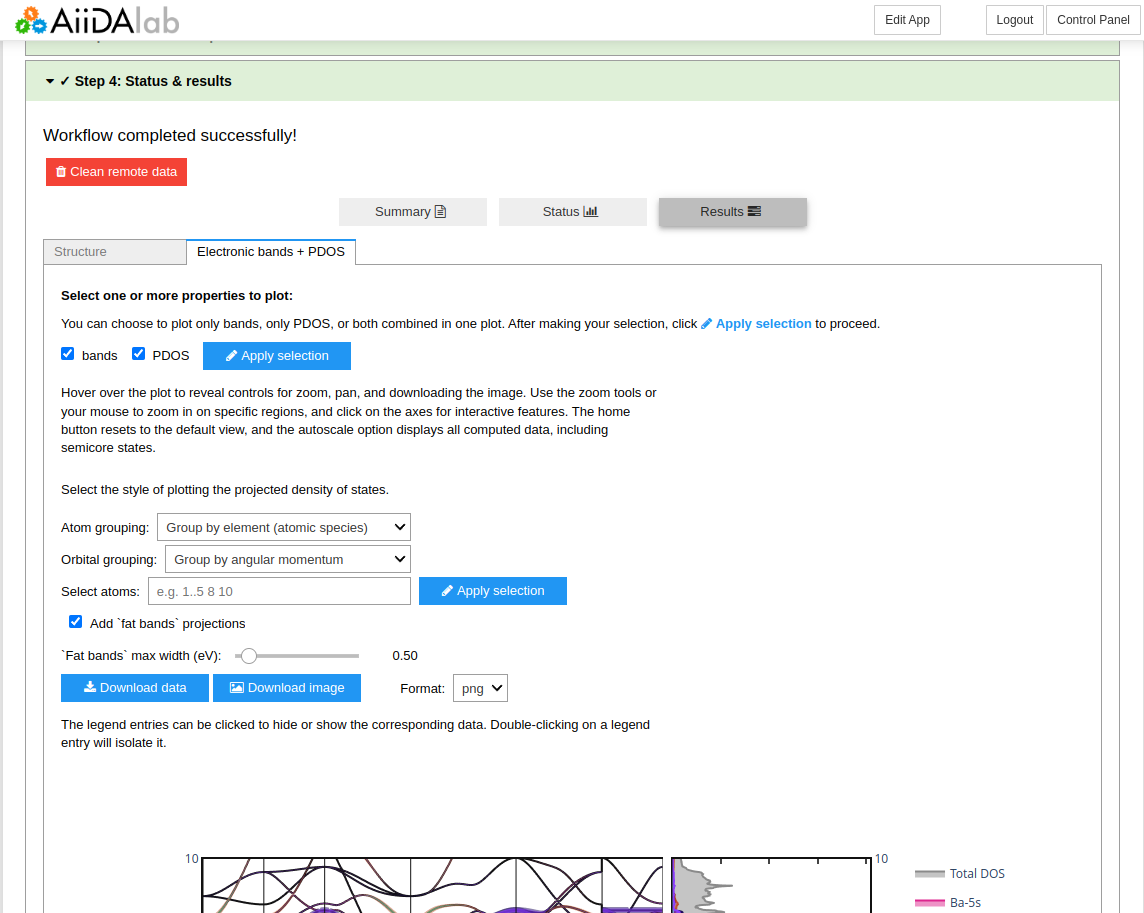 AiiDAlab
Edit App
Logout
Control Panel
✓ Step 4: Status & results
Workflow completed successfully!
Clean remote data
Summary
Status
Results
Structure
Electronic bands + PDOS
Select one or more properties to plot:
You can choose to plot only bands, only PDOS, or both combined in one plot. After making your selection, click Apply selection to proceed.
bands
PDOS
Apply selection
Hover over the plot to reveal controls for zoom, pan, and downloading the image. Use the zoom tools or
your mouse to zoom in on specific regions, and click on the axes for interactive features. The home
button resets to the default view, and the autoscale option displays all computed data, including
semicore states.
Select the style of plotting the projected density of states.
Atom grouping: Group by element (atomic species)
Orbital grouping: Group by angular momentum
Select atoms: e.g. 1..5 8 10
Apply selection
Add `fat bands` projections
`Fat bands` max width (eV): 0.50
Download data
Download image
Format: png
The legend entries can be clicked to hide or show the corresponding data. Double-clicking on a legend
entry will isolate it.
10
10
Total DOS
Ba-5s